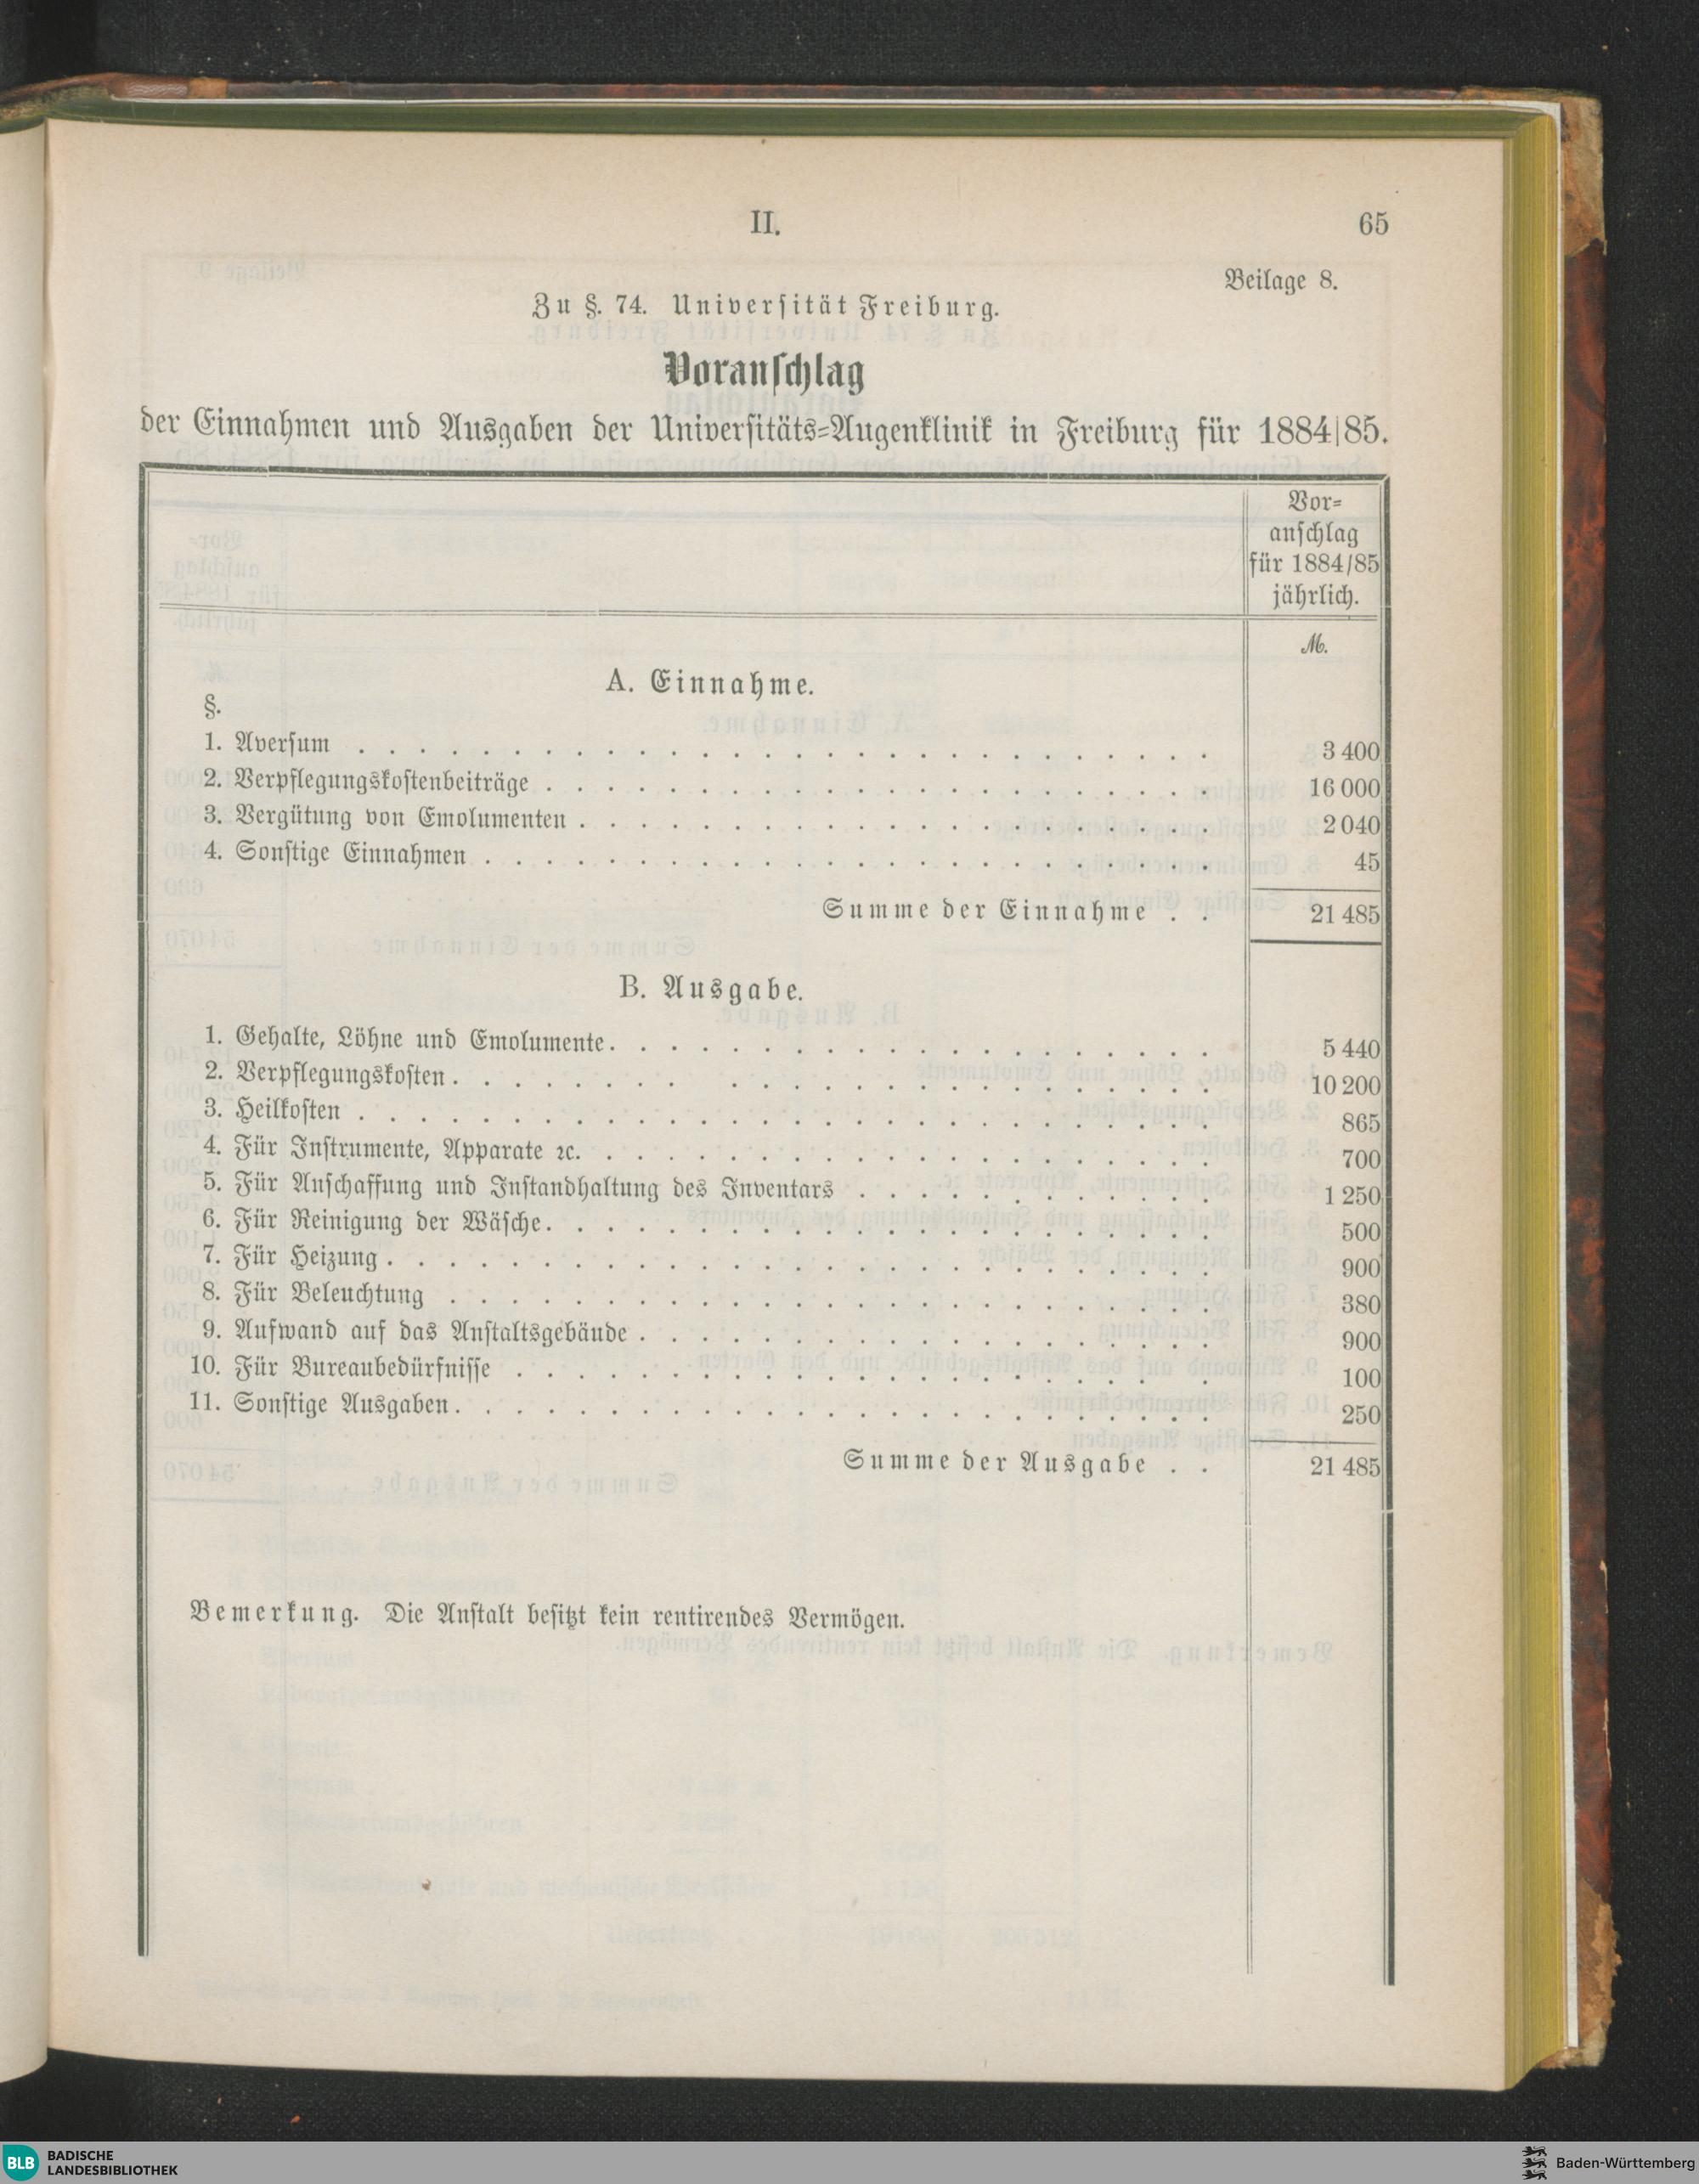 II.
65
Beilage 8.
Zu §. 74. Universität Freiburg.
Voranschlag
der Einnahmen und Ausgaben der Universitäts-Augenklinik in Freiburg für 1884|85.
Vor-
anschlag
für 1884/85
jährlich.
M.
A. Einnahme.
§.
1. Aversum . . . . . . . . . . . . . . . . . . . . . . . . . . . 3 400
2. Verpflegungskostenbeiträge . . . . . . . . . . . . . . . . . . . . . . 16 000
3. Vergütung von Emolumenten . . . . . . . . . . . . . . . . . . . . . 2 040
4. Sonstige Einnahmen . . . . . . . . . . . . . . . . . . . . . . . . 45
Summe der Einnahme . . 21 485
B. Ausgabe.
1. Gehalte, Löhne und Emolumente . . . . . . . . . . . . . . . . . . . . 5 440
2. Verpflegungskosten . . . . . . . . . . . . . . . . . . . . . . . . 10 200
3. Heilkosten . . . . . . . . . . . . . . . . . . . . . . . . . . . . 865
4. Für Instrumente, Apparate ꝛc. . . . . . . . . . . . . . . . . . . . . . 700
5. Für Anschaffung und Instandhaltung des Inventars . . . . . . . . . . . . 1 250
6. Für Reinigung der Wäsche . . . . . . . . . . . . . . . . . . . . . . 500
7. Für Heizung . . . . . . . . . . . . . . . . . . . . . . . . . . . 900
8. Für Beleuchtung . . . . . . . . . . . . . . . . . . . . . . . . . 380
9. Aufwand auf das Anstaltsgebäude . . . . . . . . . . . . . . . . . . . 900
10. Für Bureaubedürfnisse . . . . . . . . . . . . . . . . . . . . . . . 100
11. Sonstige Ausgaben . . . . . . . . . . . . . . . . . . . . . . . . . 250
Summe der Ausgabe . . 21 485
Bemerkung. Die Anstalt besitzt kein rentirendes Vermögen.
BLB BADISCHE
LANDESBIBLIOTHEK
Baden-Württemberg